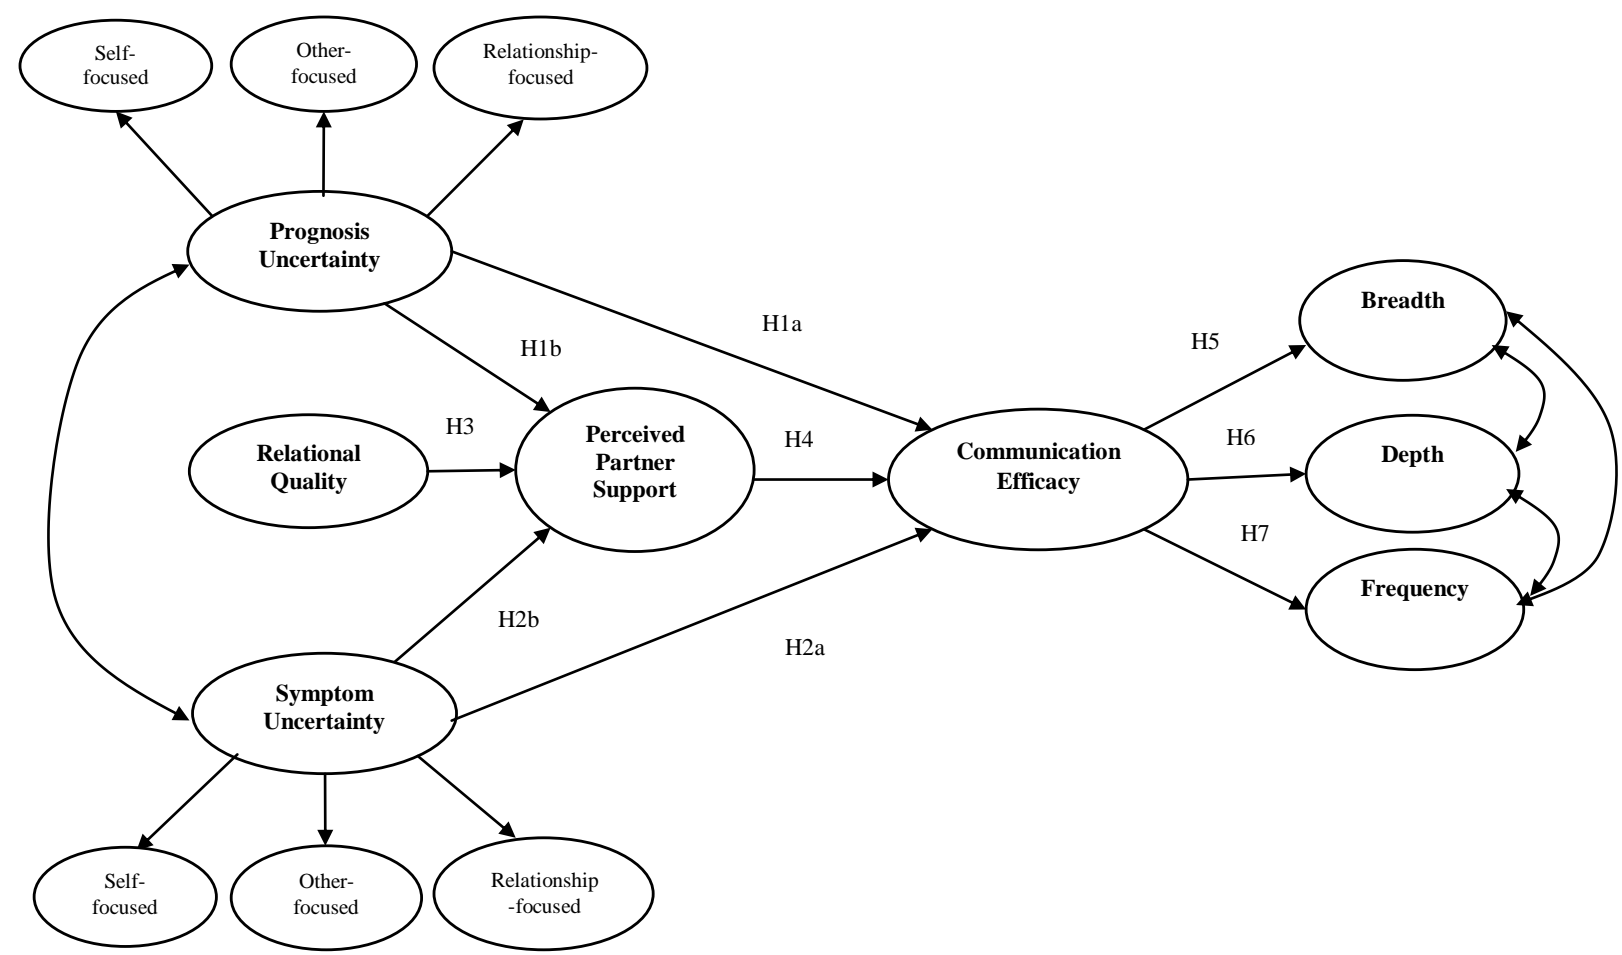 Self-
focused
Other-
focused
Relationship-
focused
Prognosis
Uncertainty
H1a
H1b
Breadth
H5
H3
Relational
Quality
Perceived
Partner
Support
H4
Communication
Efficacy
H6
Depth
H7
Frequency
H2b
H2a
Symptom
Uncertainty
Self-
focused
Other-
focused
Relationship
-focused